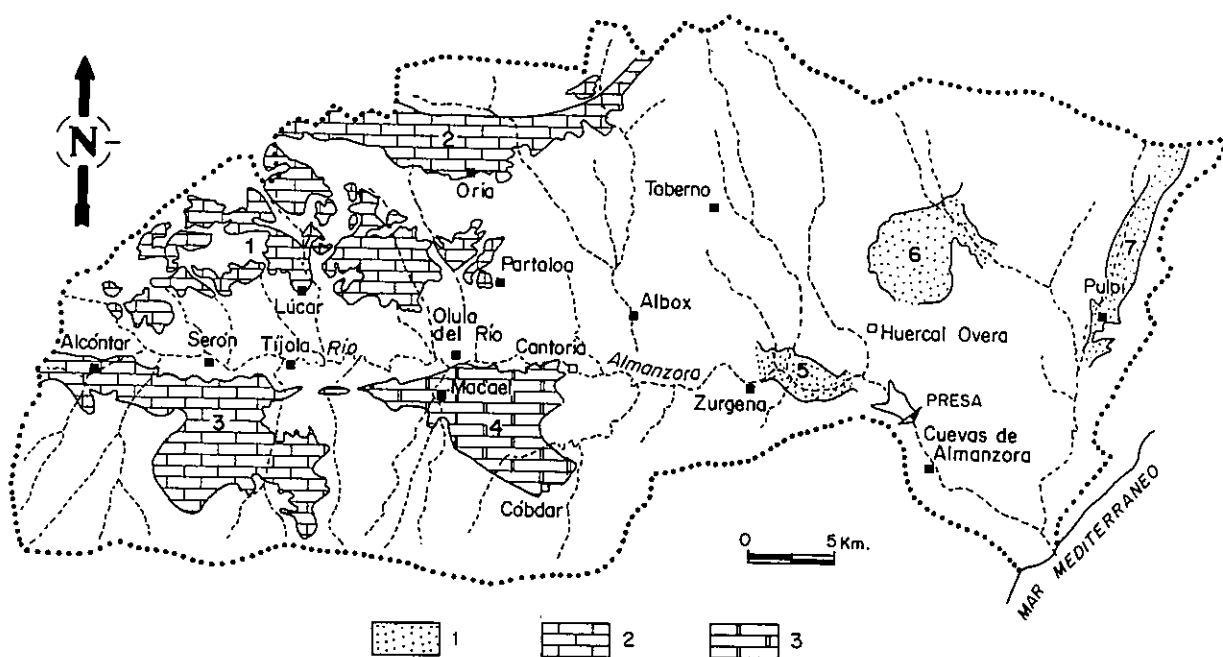 N
2
Oria
Taberno
1
6
7
Partaloa
Lúcar
Pulpí
Albox
Olula
del Río
Huercal Overa
Alcóntar
Serón
Tíjola
Río
Cantoria
Almanzora
Macael
5
Zurgena
PRESA
3
4
Cuevas de
Almanzora
Cóbdar
0 5 Km.
MAR MEDITERRANEO
1 2 3